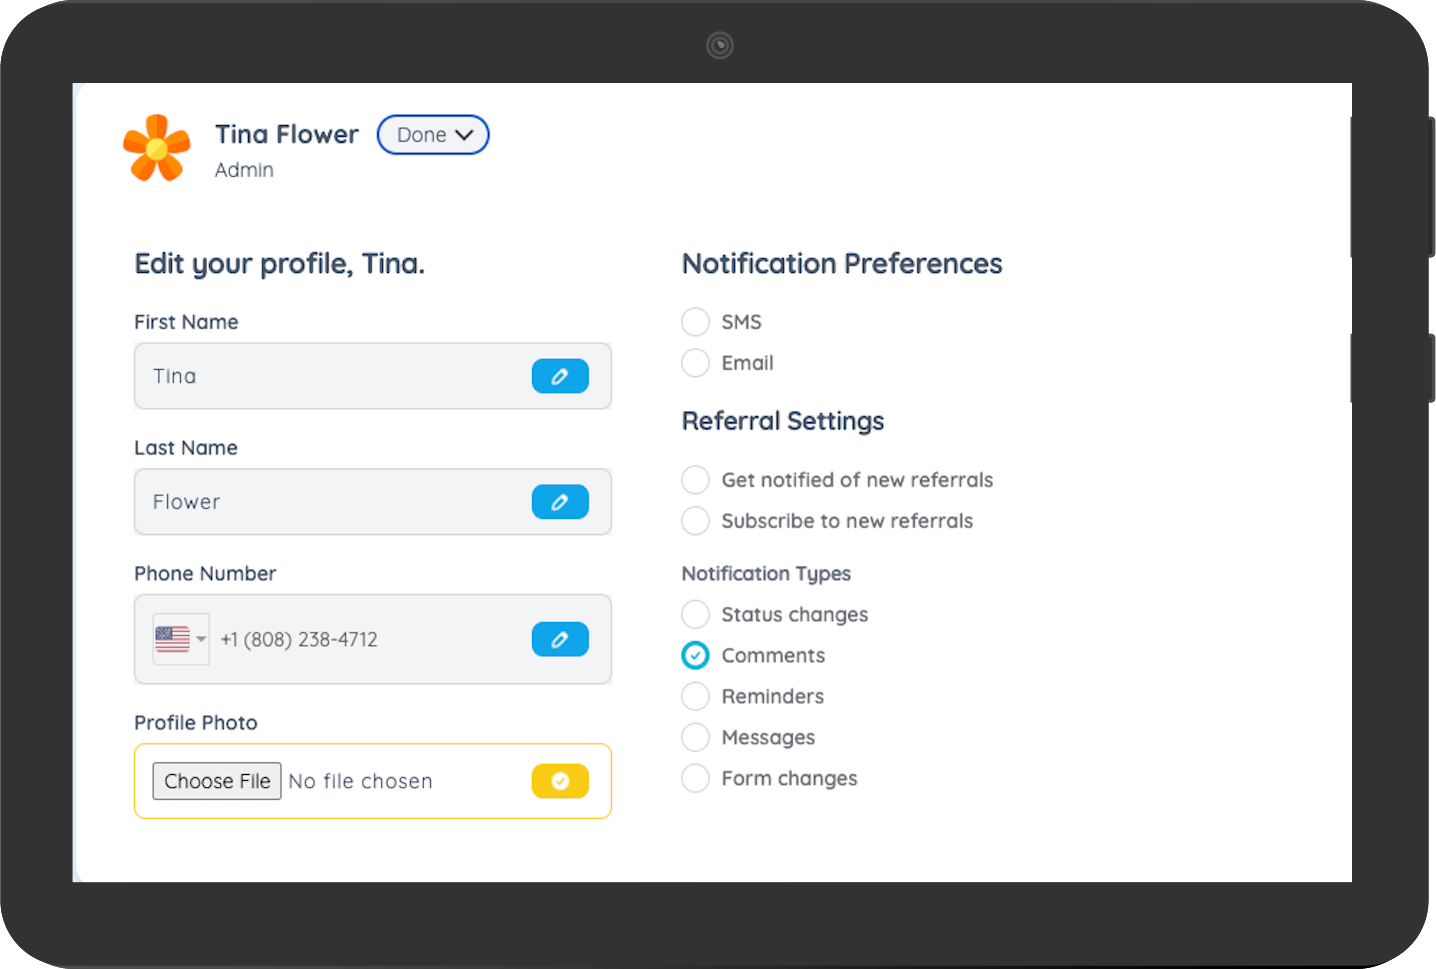 Tina Flower
Done
Admin
Edit your profile, Tina.
First Name
Tina
Last Name
Flower
Phone Number
+1 (808) 238-4712
Profile Photo
Choose File No file chosen
Notification Preferences
SMS
Email
Referral Settings
Get notified of new referrals
Subscribe to new referrals
Notification Types
Status changes
Comments
Reminders
Messages
Form changes